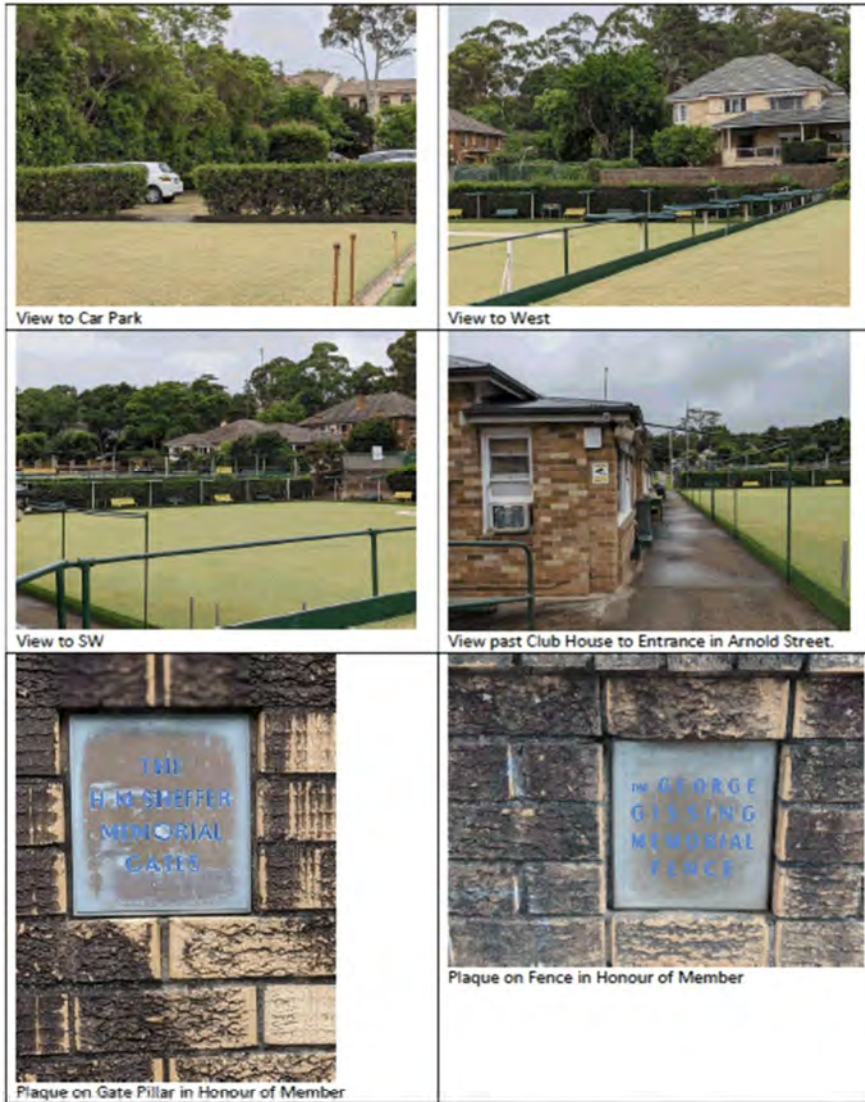 View to Car Park
View to West
View to SW
View past Club House to Entrance in Arnold Street.
THE
H M SHEFFER
MEMORIAL
GATES
Plaque on Gate Pillar in Honour of Member
THE GEORGE
GISSING
MEMORIAL
FENCE
Plaque on Fence in Honour of Member